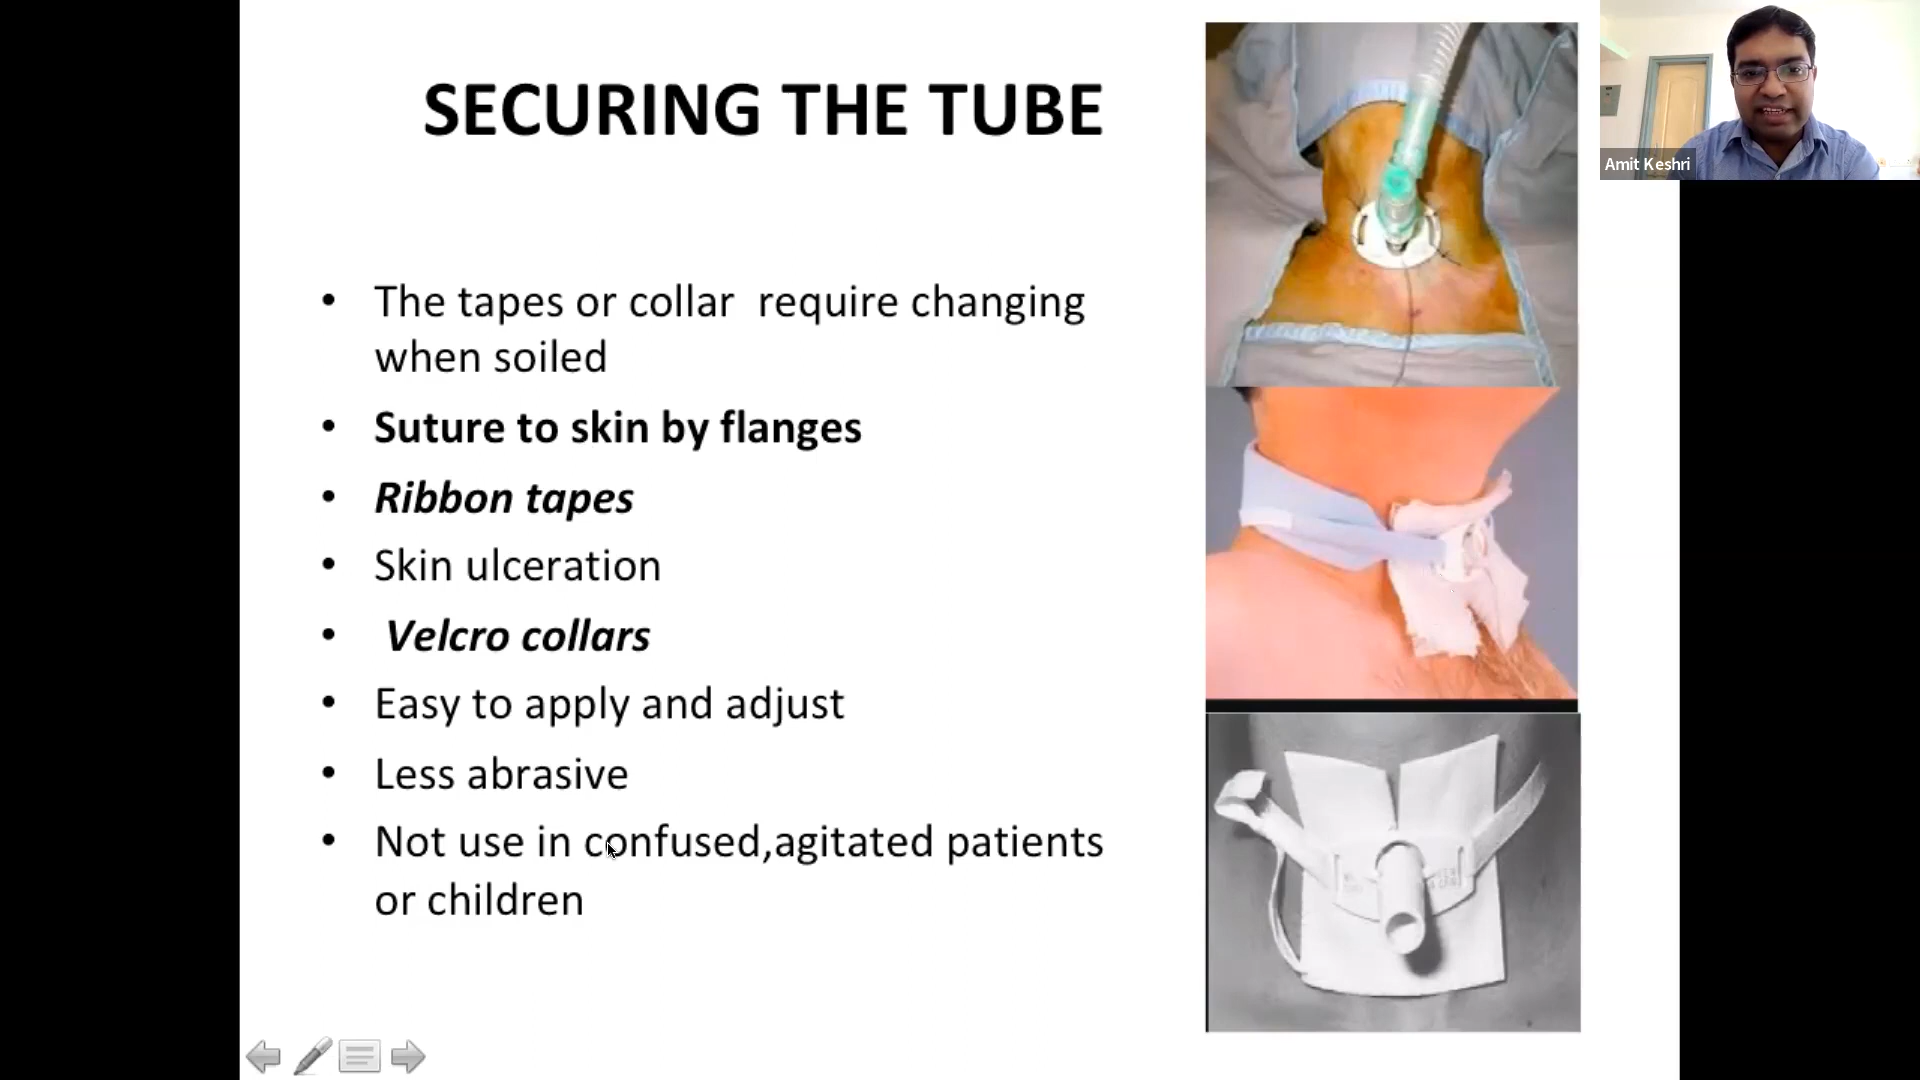 SECURING THE TUBE
Amit Keshri
• The tapes or collar  require changing
when soiled
• Suture to skin by flanges
• Ribbon tapes
• Skin ulceration
• Velcro collars
• Easy to apply and adjust
• Less abrasive
• Not use in confused,agitated patients
or children